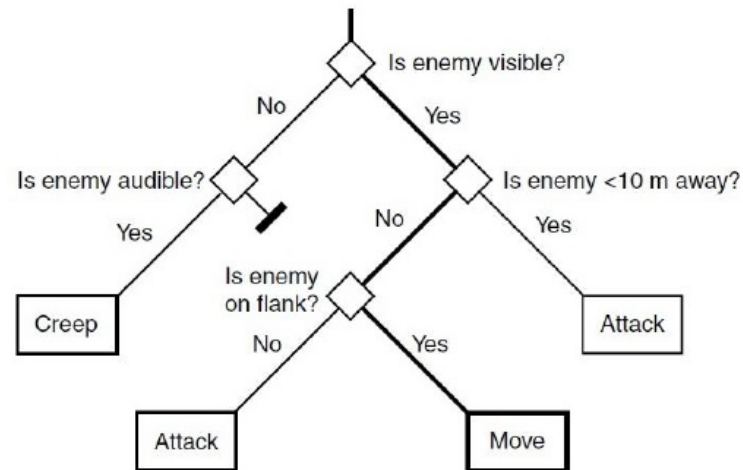 Is enemy visible?
No
Yes
Is enemy audible?
Is enemy <10 m away?
Yes
No
Yes
Is enemy
on flank?
Creep
Attack
No
Yes
Attack
Move